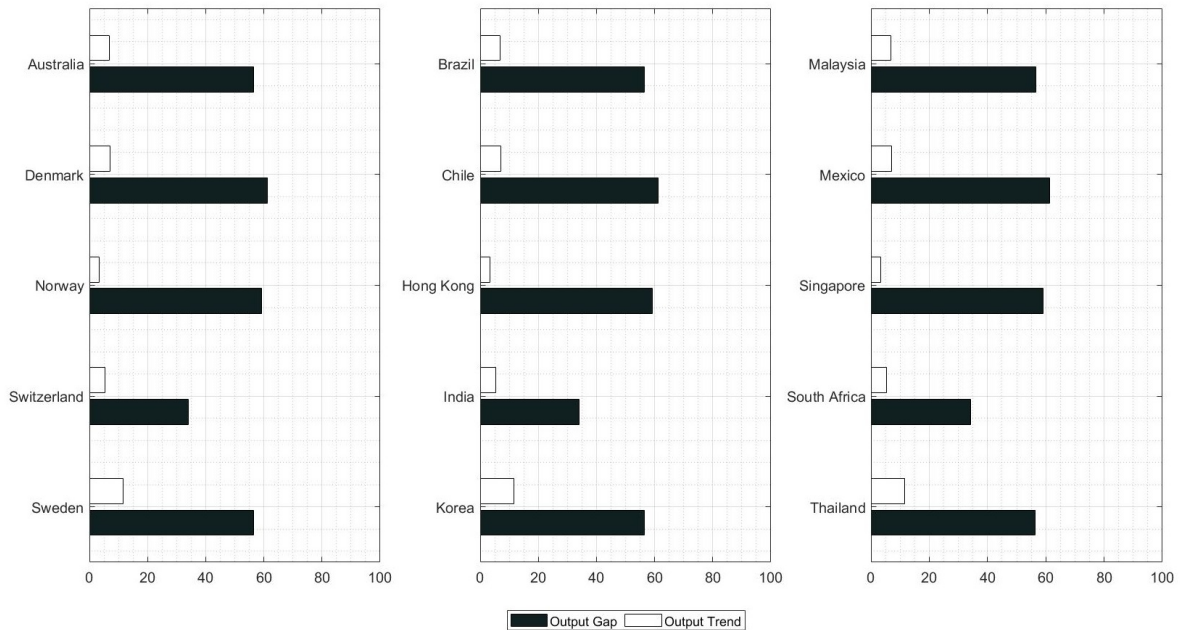 Australia
Denmark
Norway
Switzerland
Sweden
0 20 40 60 80 100
Brazil
Chile
Hong Kong
India
Korea
0 20 40 60 80 100
Malaysia
Mexico
Singapore
South Africa
Thailand
0 20 40 60 80 100
Output Gap Output Trend